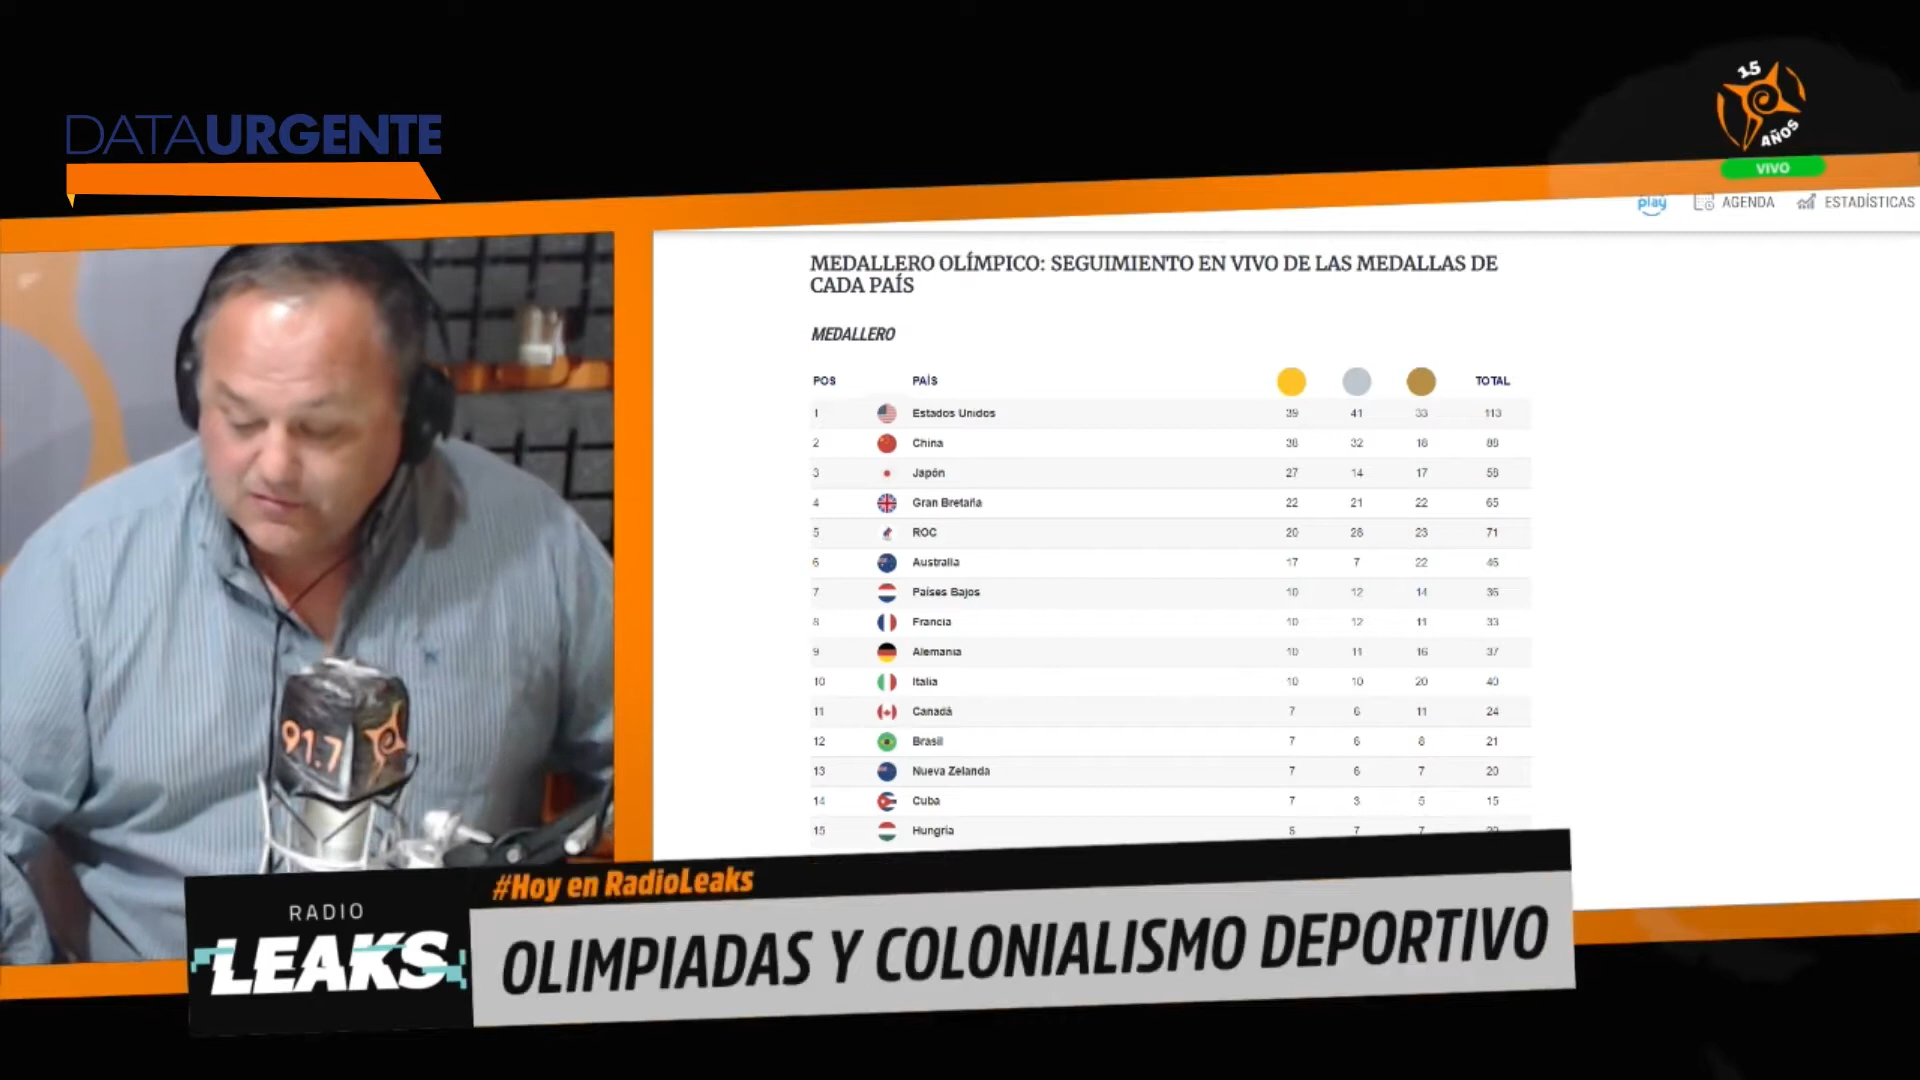 DATAURGENTE
15
AÑOS
VIVO
play AGENDA ESTADÍSTICAS
MEDALLERO OLÍMPICO: SEGUIMIENTO EN VIVO DE LAS MEDALLAS DE
CADA PAÍS
MEDALLERO
POS PAÍS TOTAL
1 Estados Unidos 39 41 33 113
2 China 38 32 18 88
3 Japón 27 14 17 58
4 Gran Bretaña 22 21 22 65
5 ROC 20 28 23 71
6 Australia 17 7 22 46
7 Países Bajos 10 12 14 36
8 Francia 10 12 11 33
9 Alemania 10 11 16 37
10 Italia 10 10 20 40
11 Canadá 7 6 11 24
12 Brasil 7 6 8 21
13 Nueva Zelanda 7 6 7 20
14 Cuba 7 3 5 15
15 Hungría 7 7
91.7
#Hoy en RadioLeaks
RADIO
LEAKS
OLIMPIADAS Y COLONIALISMO DEPORTIVO